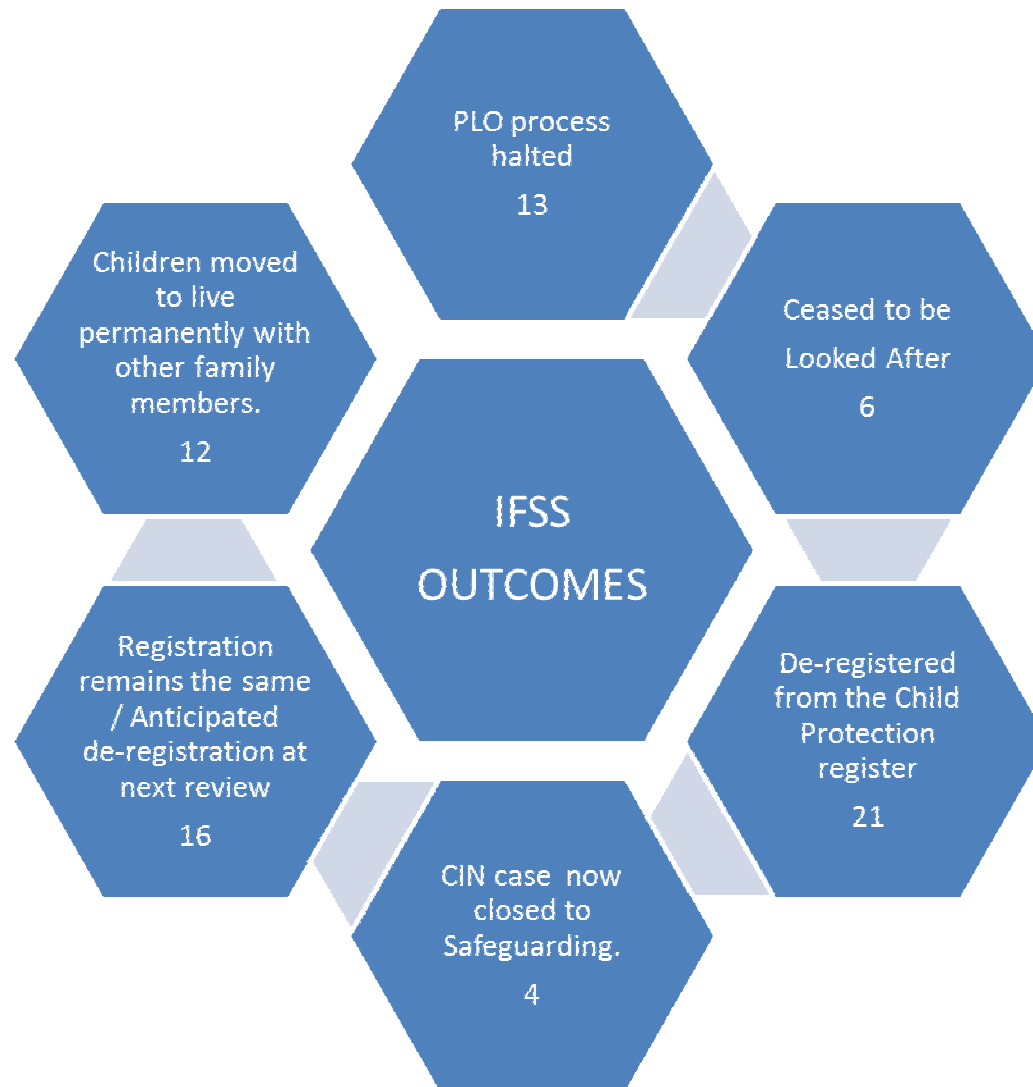 PLO process
halted
13
Ceased to be
Looked After
6
De-registered
from the Child
Protection
register
21
CIN case now
closed to
Safeguarding.
4
Registration
remains the same
/ Anticipated
de-registration at
next review
16
Children moved
to live
permanently with
other family
members.
12
IFSS
OUTCOMES